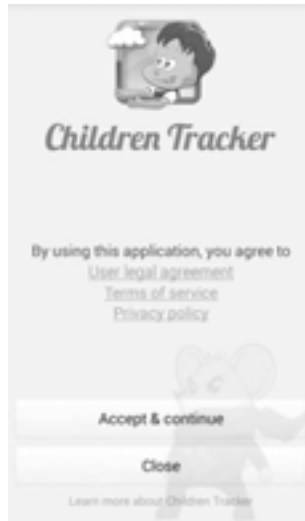 Children Tracker
By using this application, you agree to
User legal agreement
Terms of service
Privacy policy
Accept & continue
Close
Learn more about Children Tracker